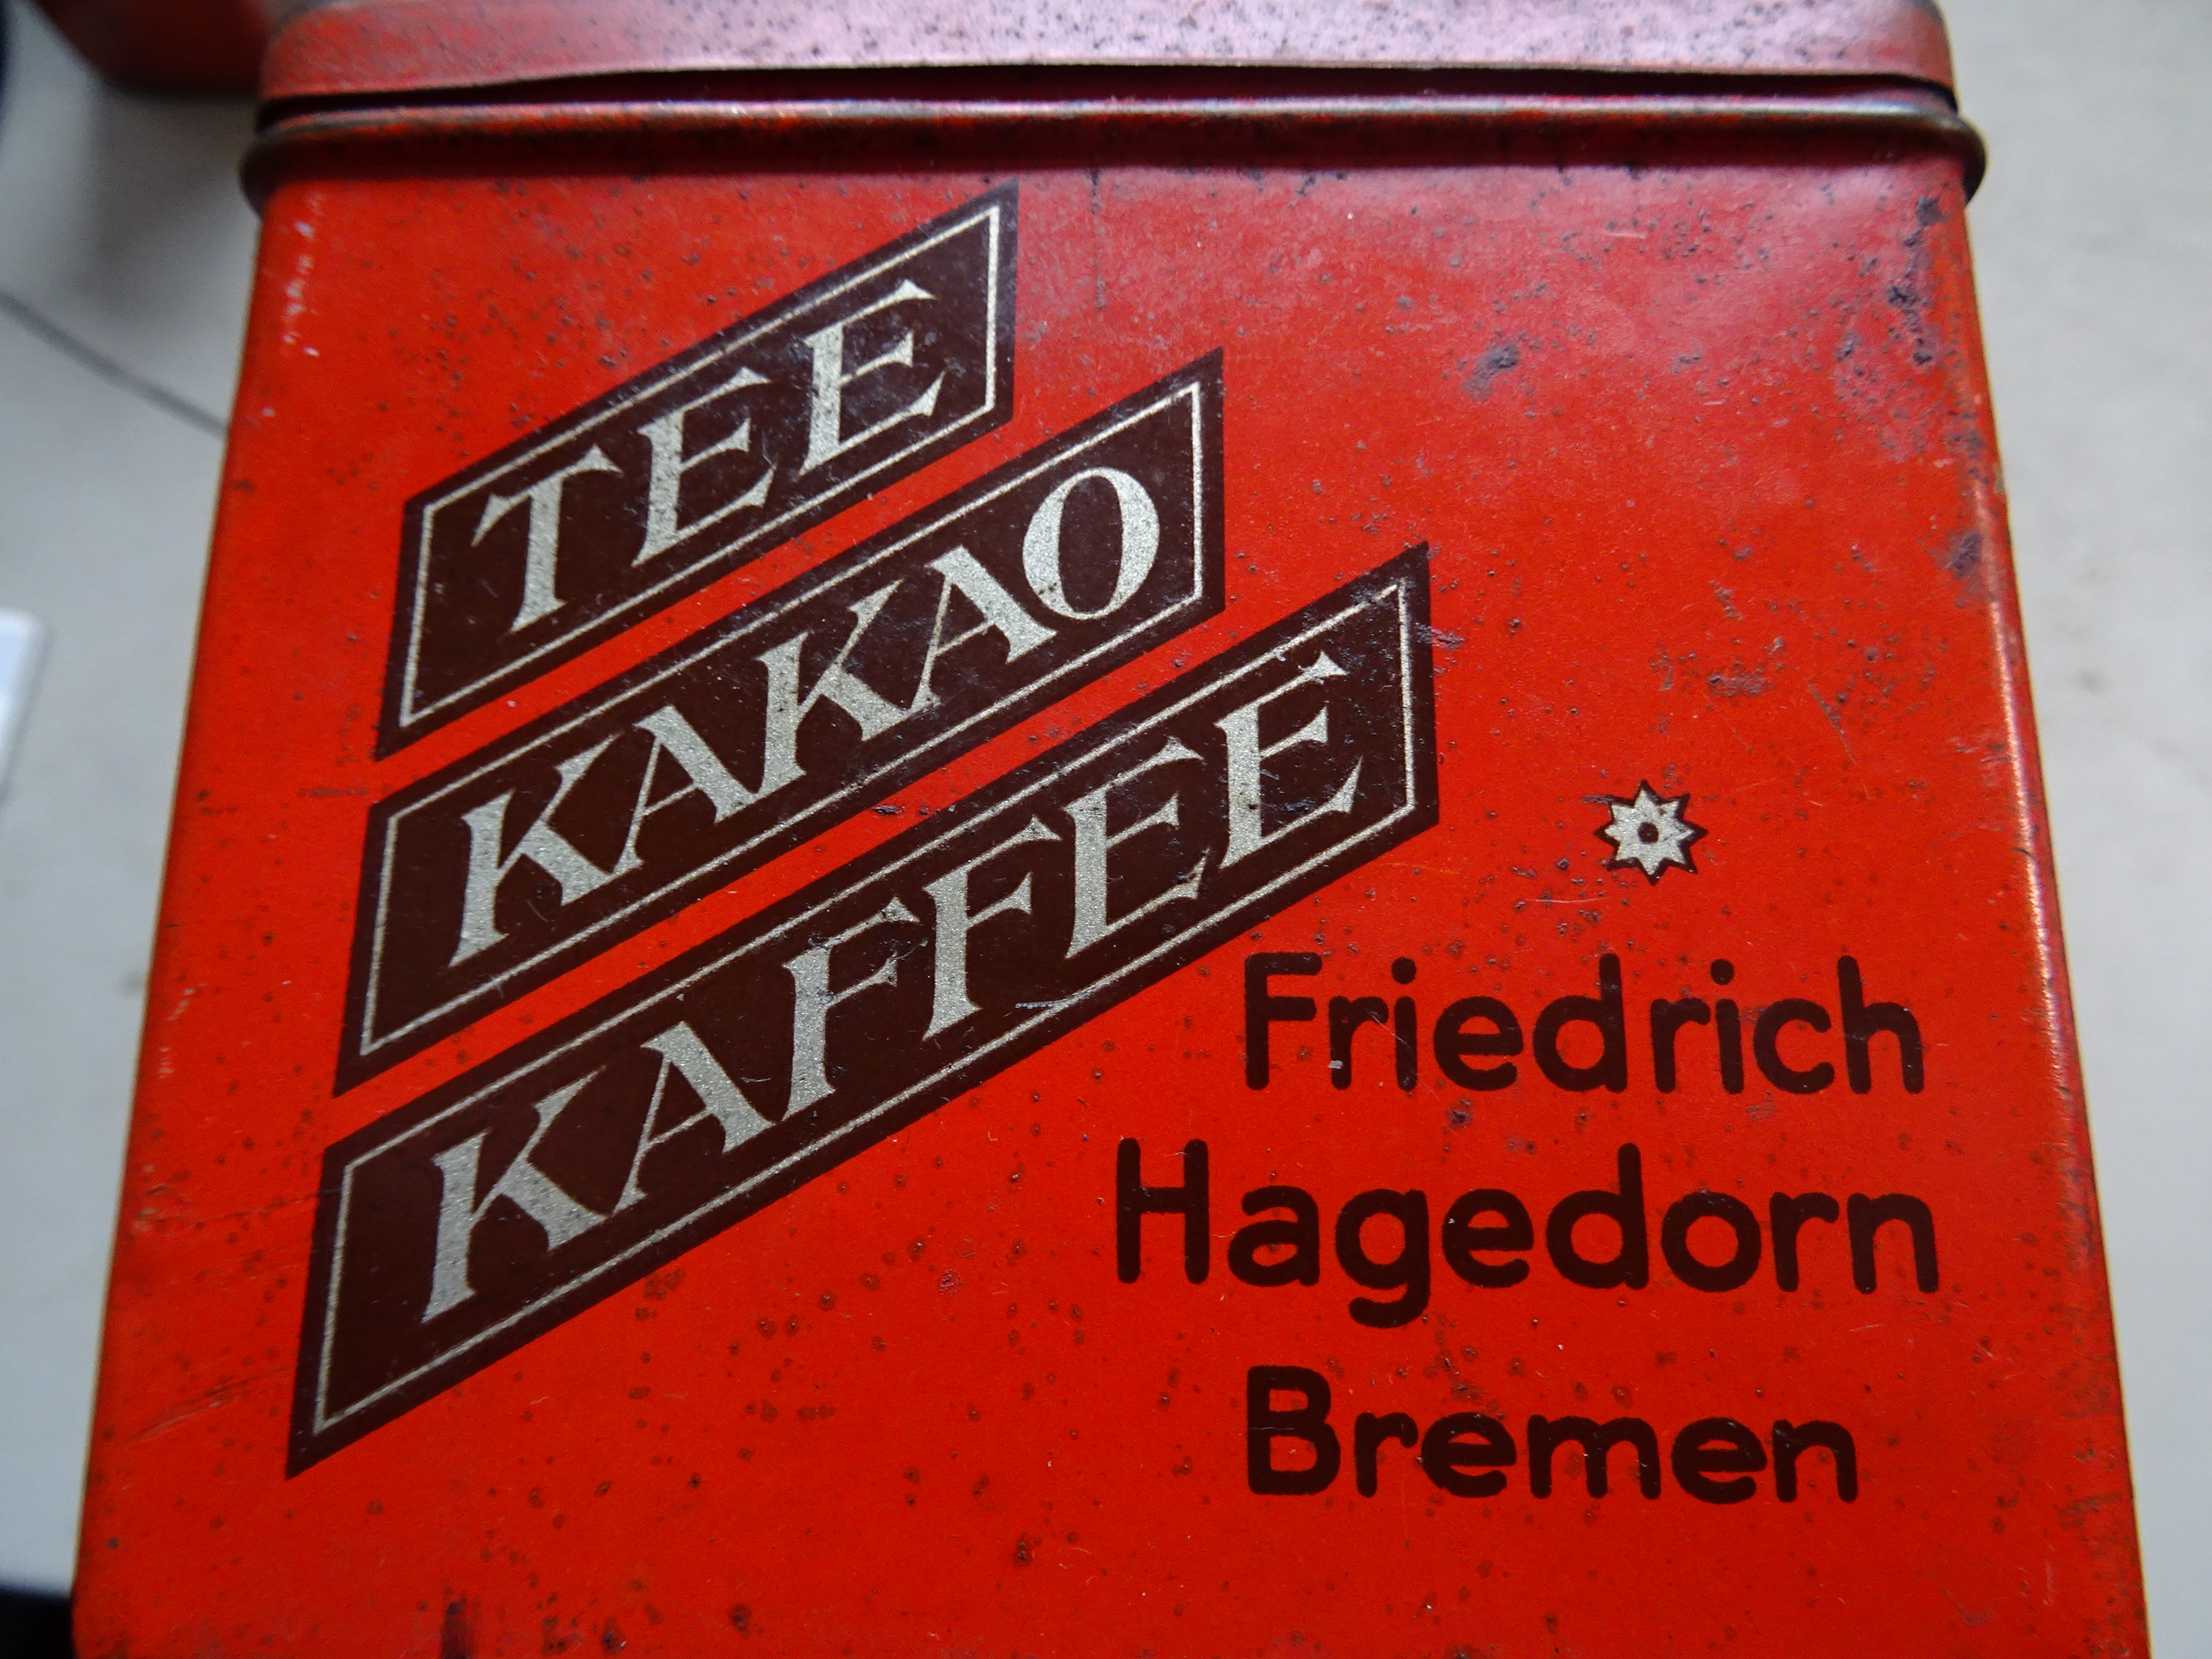 TEE
KAKAO
KAFFEE
Friedrich
Hagedorn
Bremen